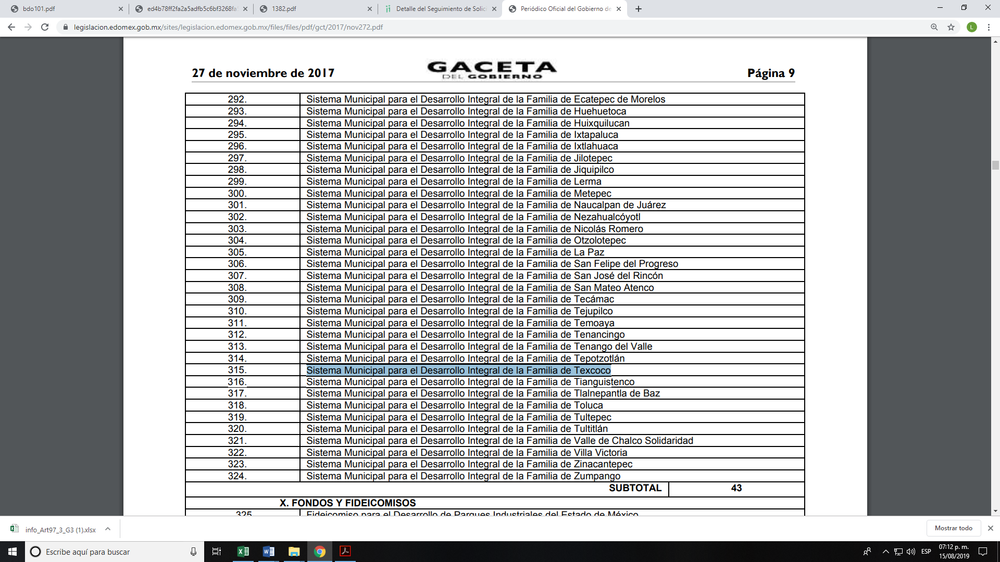 bdo101.pdf
ed4b78ff2fa2a5adfb5c6bf3268fa
1382.pdf
Detalle del Seguimiento de Solici
Periódico Oficial del Gobierno de
legislacion.edomex.gob.mx/sites/legislacion.edomex.gob.mx/files/files/pdf/gct/2017/nov272.pdf
L
27 de noviembre de 2017
GACETA
DEL GOBIERNO
Página 9
292. Sistema Municipal para el Desarrollo Integral de la Familia de Ecatepec de Morelos
293. Sistema Municipal para el Desarrollo Integral de la Familia de Huehuetoca
294. Sistema Municipal para el Desarrollo Integral de la Familia de Huixquilucan
295. Sistema Municipal para el Desarrollo Integral de la Familia de Ixtapaluca
296. Sistema Municipal para el Desarrollo Integral de la Familia de Ixtlahuaca
297. Sistema Municipal para el Desarrollo Integral de la Familia de Jilotepec
298. Sistema Municipal para el Desarrollo Integral de la Familia de Jiquipilco
299. Sistema Municipal para el Desarrollo Integral de la Familia de Lerma
300. Sistema Municipal para el Desarrollo Integral de la Familia de Metepec
301. Sistema Municipal para el Desarrollo Integral de la Familia de Naucalpan de Juárez
302. Sistema Municipal para el Desarrollo Integral de la Familia de Nezahualcóyotl
303. Sistema Municipal para el Desarrollo Integral de la Familia de Nicolás Romero
304. Sistema Municipal para el Desarrollo Integral de la Familia de Otzolotepec
305. Sistema Municipal para el Desarrollo Integral de la Familia de La Paz
306. Sistema Municipal para el Desarrollo Integral de la Familia de San Felipe del Progreso
307. Sistema Municipal para el Desarrollo Integral de la Familia de San José del Rincón
308. Sistema Municipal para el Desarrollo Integral de la Familia de San Mateo Atenco
309. Sistema Municipal para el Desarrollo Integral de la Familia de Tecámac
310. Sistema Municipal para el Desarrollo Integral de la Familia de Tejupilco
311. Sistema Municipal para el Desarrollo Integral de la Familia de Temoaya
312. Sistema Municipal para el Desarrollo Integral de la Familia de Tenancingo
313. Sistema Municipal para el Desarrollo Integral de la Familia de Tenango del Valle
314. Sistema Municipal para el Desarrollo Integral de la Familia de Tepotzotlán
315. Sistema Municipal para el Desarrollo Integral de la Familia de Texcoco
316. Sistema Municipal para el Desarrollo Integral de la Familia de Tianguistenco
317. Sistema Municipal para el Desarrollo Integral de la Familia de Tlalnepantla de Baz
318. Sistema Municipal para el Desarrollo Integral de la Familia de Toluca
319. Sistema Municipal para el Desarrollo Integral de la Familia de Tultepec
320. Sistema Municipal para el Desarrollo Integral de la Familia de Tultitlán
321. Sistema Municipal para el Desarrollo Integral de la Familia de Valle de Chalco Solidaridad
322. Sistema Municipal para el Desarrollo Integral de la Familia de Villa Victoria
323. Sistema Municipal para el Desarrollo Integral de la Familia de Zinacantepec
324. Sistema Municipal para el Desarrollo Integral de la Familia de Zumpango
SUBTOTAL 43
X. FONDOS Y FIDEICOMISOS
325. Fideicomiso para el Desarrollo de Parques Industriales del Estado de México
info_Art97_3_G3 (1).xlsx
Mostrar todo
Escribe aquí para buscar
ESP
07:12 p. m.
15/08/2019